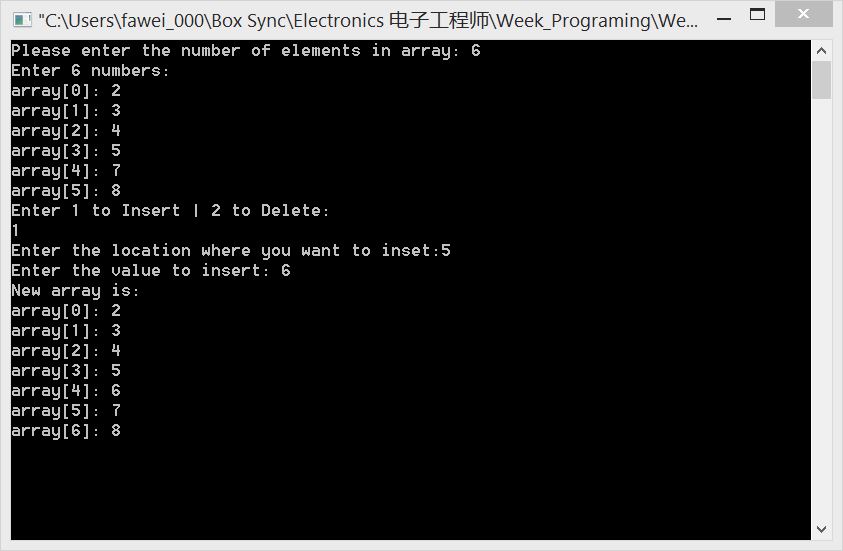 "C:\Users\fawei_000\Box Sync\Electronics 电子工程师\Week_Programing\We...
Please enter the number of elements in array: 6
Enter 6 numbers:
array[0]: 2
array[1]: 3
array[2]: 4
array[3]: 5
array[4]: 7
array[5]: 8
Enter 1 to Insert | 2 to Delete:
1
Enter the location where you want to inset:5
Enter the value to insert: 6
New array is:
array[0]: 2
array[1]: 3
array[2]: 4
array[3]: 5
array[4]: 6
array[5]: 7
array[6]: 8